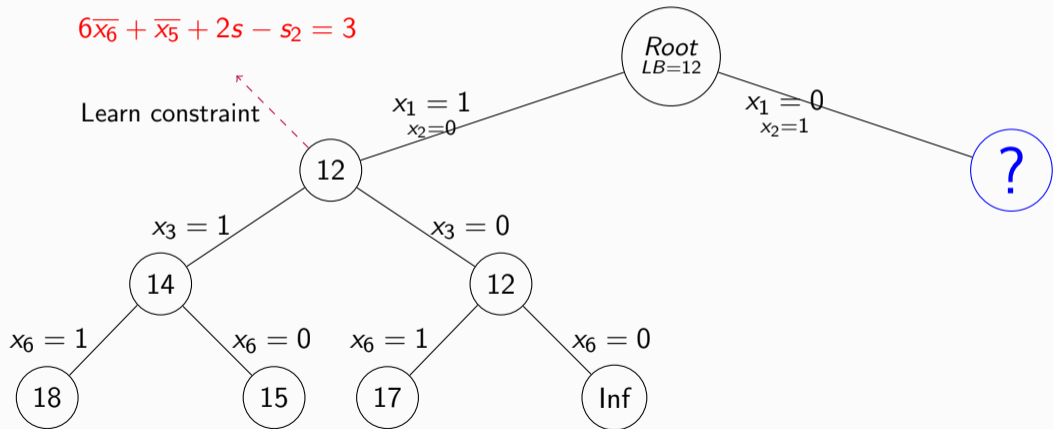 6x̅₆ + x̅₅ + 2s − s₂ = 3
Root
LB=12
Learn constraint
x₁ = 1
x₂=0
x₁ = 0
x₂=1
12
?
x₃ = 1
x₃ = 0
14
12
x₆ = 1
x₆ = 0
x₆ = 1
x₆ = 0
18
15
17
Inf